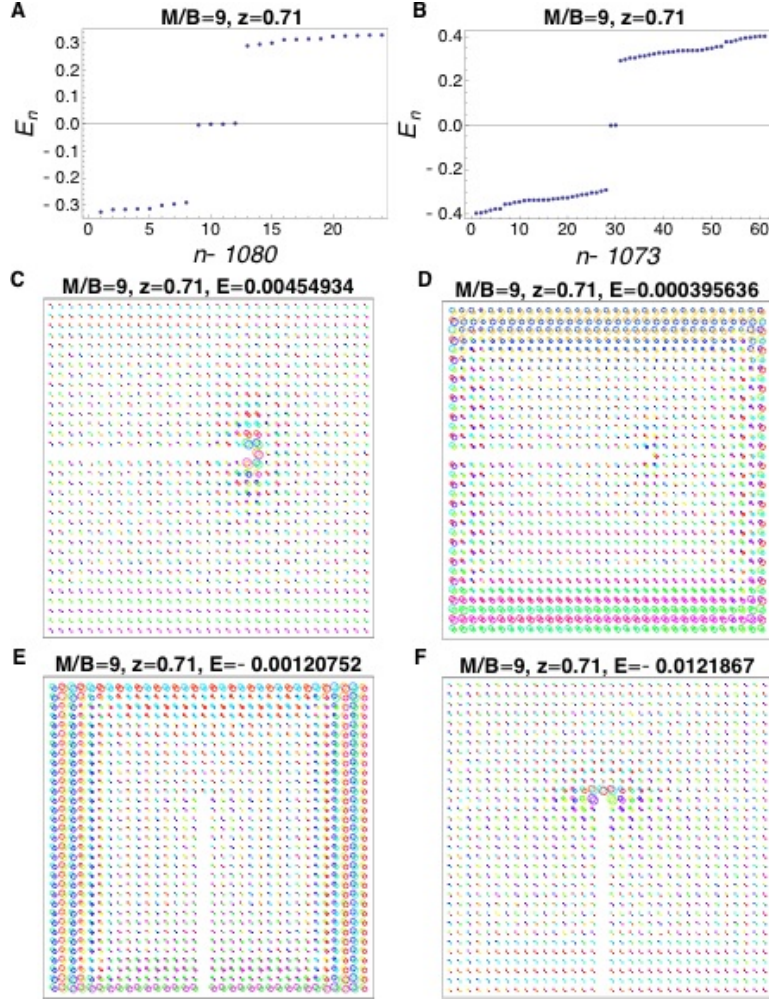 A
M/B=9, z=0.71
0.3
0.2
0.1
0.0
- 0.1
- 0.2
- 0.3
0 5 10 15 20
E_n
n- 1080
B
M/B=9, z=0.71
0.4
0.2
0.0
- 0.2
- 0.4
0 10 20 30 40 50 60
E_n
n- 1073
C
M/B=9, z=0.71, E=0.00454934
D
M/B=9, z=0.71, E=0.000395636
E
M/B=9, z=0.71, E=- 0.00120752
F
M/B=9, z=0.71, E=- 0.0121867